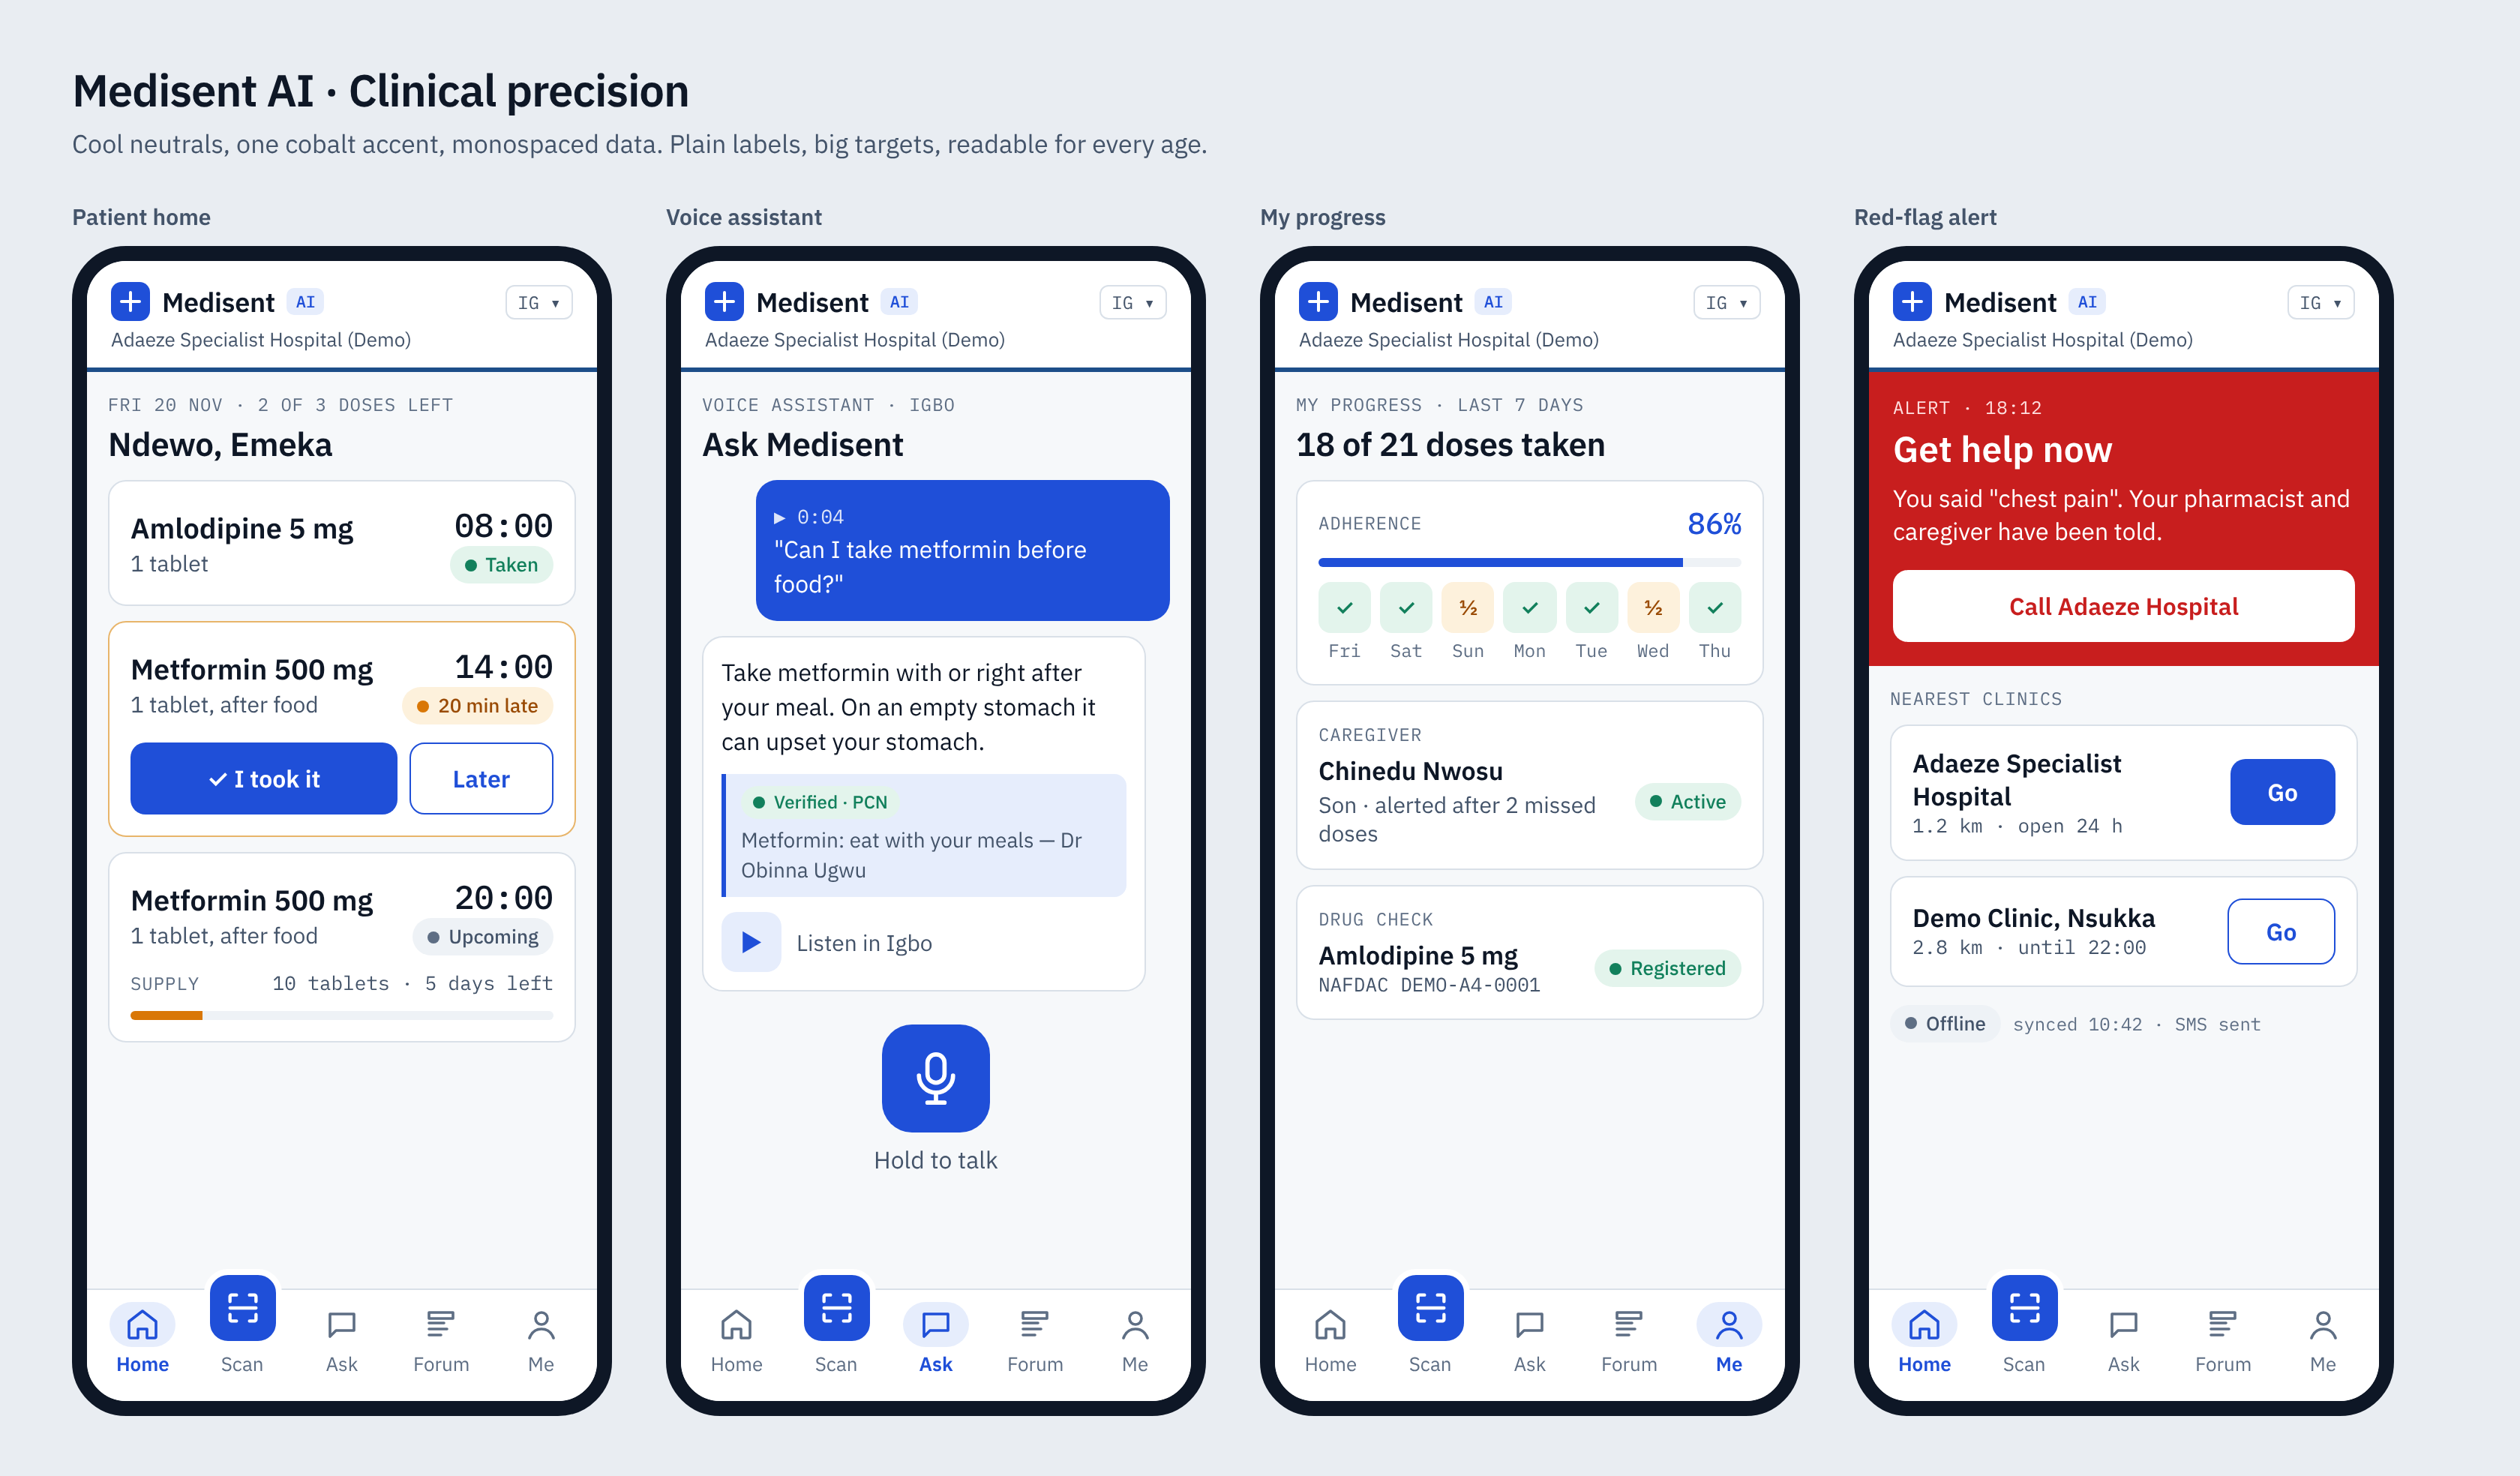 Medisent AI · Clinical precision
Cool neutrals, one cobalt accent, monospaced data. Plain labels, big targets, readable for every age.
Patient home
Medisent AI IG ▾
Adaeze Specialist Hospital (Demo)
FRI 20 NOV · 2 OF 3 DOSES LEFT
Ndewo, Emeka
Amlodipine 5 mg 08:00
1 tablet Taken
Metformin 500 mg 14:00
1 tablet, after food 20 min late
✓ I took it Later
Metformin 500 mg 20:00
1 tablet, after food Upcoming
SUPPLY 10 tablets · 5 days left
Home Scan Ask Forum Me
Voice assistant
Medisent AI IG ▾
Adaeze Specialist Hospital (Demo)
VOICE ASSISTANT · IGBO
Ask Medisent
▶ 0:04
"Can I take metformin before
food?"
Take metformin with or right after
your meal. On an empty stomach it
can upset your stomach.
Verified · PCN
Metformin: eat with your meals — Dr
Obinna Ugwu
Listen in Igbo
Hold to talk
Home Scan Ask Forum Me
My progress
Medisent AI IG ▾
Adaeze Specialist Hospital (Demo)
MY PROGRESS · LAST 7 DAYS
18 of 21 doses taken
ADHERENCE 86%
✓ ✓ ½ ✓ ✓ ½ ✓
Fri Sat Sun Mon Tue Wed Thu
CAREGIVER
Chinedu Nwosu
Son · alerted after 2 missed
doses
Active
DRUG CHECK
Amlodipine 5 mg
NAFDAC DEMO-A4-0001
Registered
Home Scan Ask Forum Me
Red-flag alert
Medisent AI IG ▾
Adaeze Specialist Hospital (Demo)
ALERT · 18:12
Get help now
You said "chest pain". Your pharmacist and
caregiver have been told.
Call Adaeze Hospital
NEAREST CLINICS
Adaeze Specialist
Hospital
1.2 km · open 24 h
Go
Demo Clinic, Nsukka
2.8 km · until 22:00
Go
Offline synced 10:42 · SMS sent
Home Scan Ask Forum Me